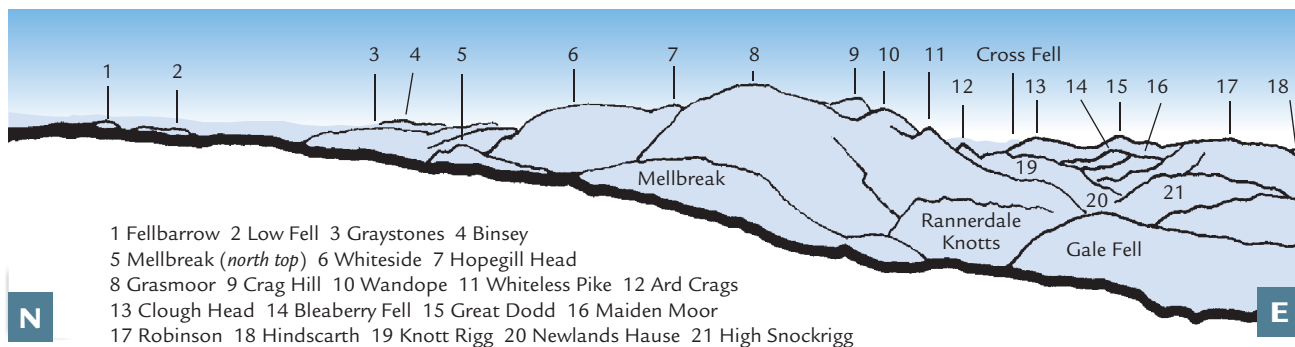 Cross Fell
1 2 3 4 5 6 7 8 9 10 11 12 13 14 15 16 17 18
19
20
21
Mellbreak
Rannerdale
Knotts
Gale Fell
1 Fellbarrow 2 Low Fell 3 Graystones 4 Binsey
5 Mellbreak (north top) 6 Whiteside 7 Hopegill Head
8 Grasmoor 9 Crag Hill 10 Wandope 11 Whiteless Pike 12 Ard Crags
13 Clough Head 14 Bleaberry Fell 15 Great Dodd 16 Maiden Moor
17 Robinson 18 Hindscarth 19 Knott Rigg 20 Newlands Hause 21 High Snockrigg
N
E